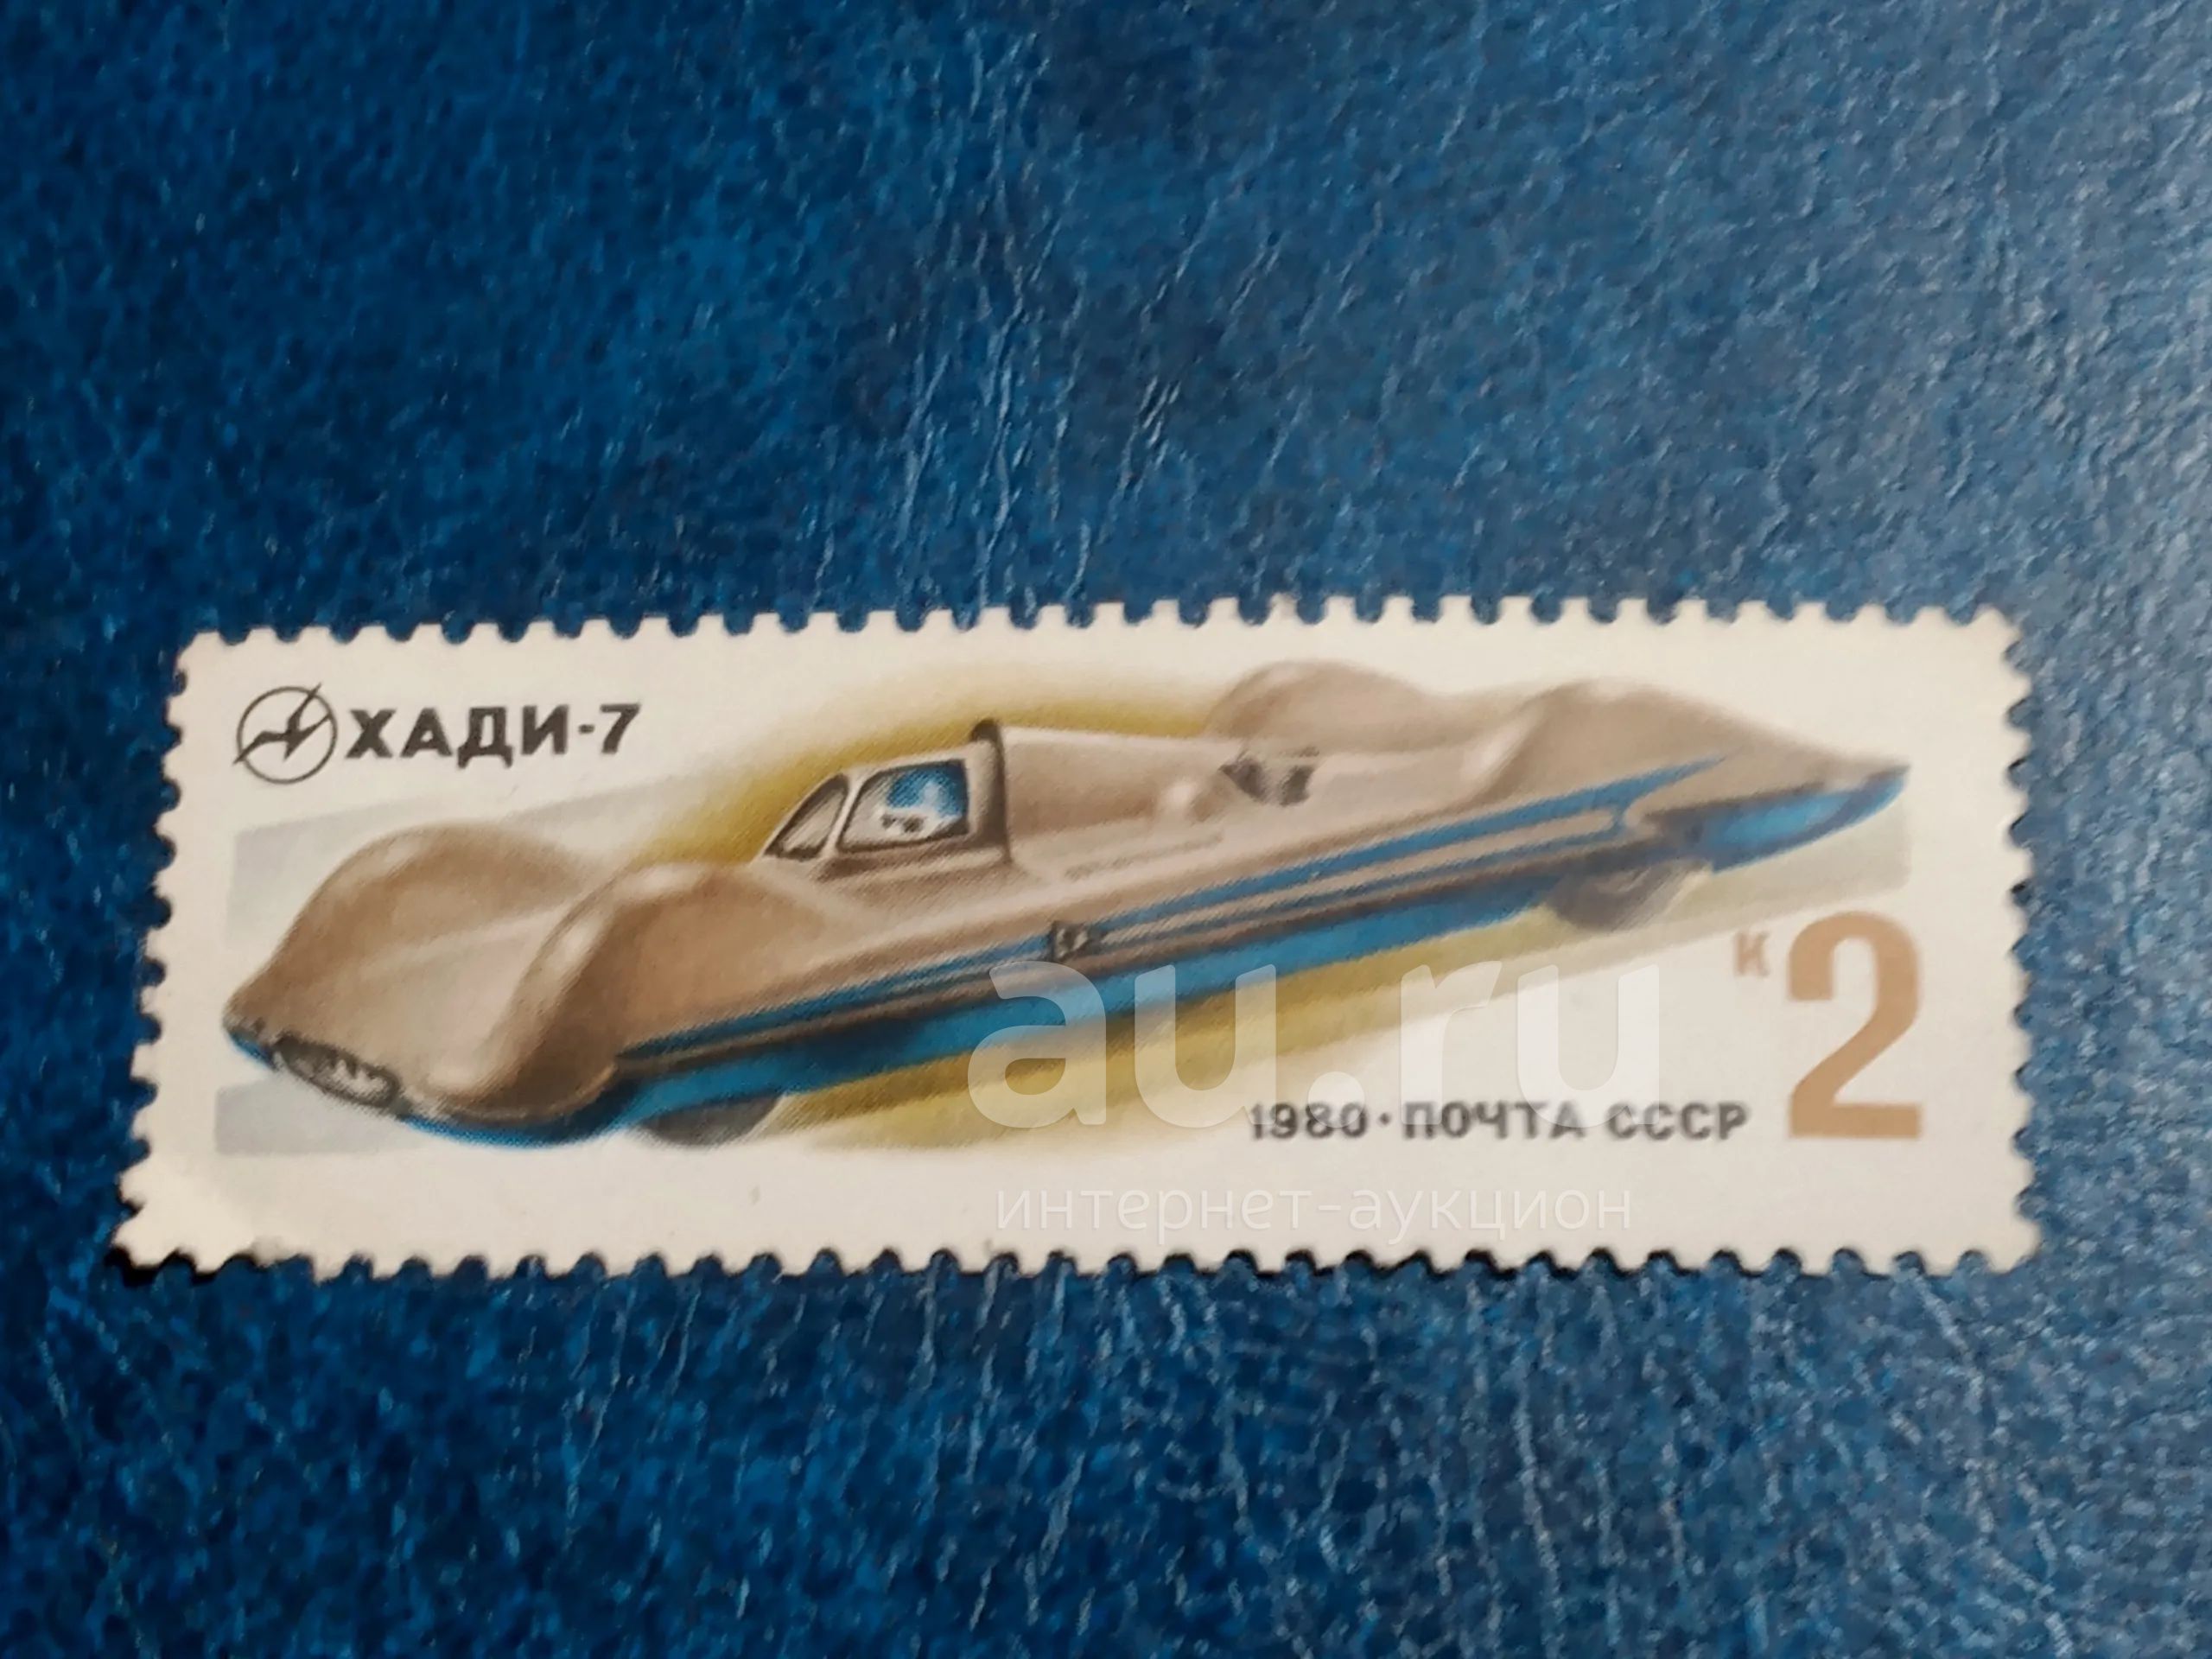 ХАДИ-7
к 2
1980 · ПОЧТА СССР
au.ru
интернет-аукцион